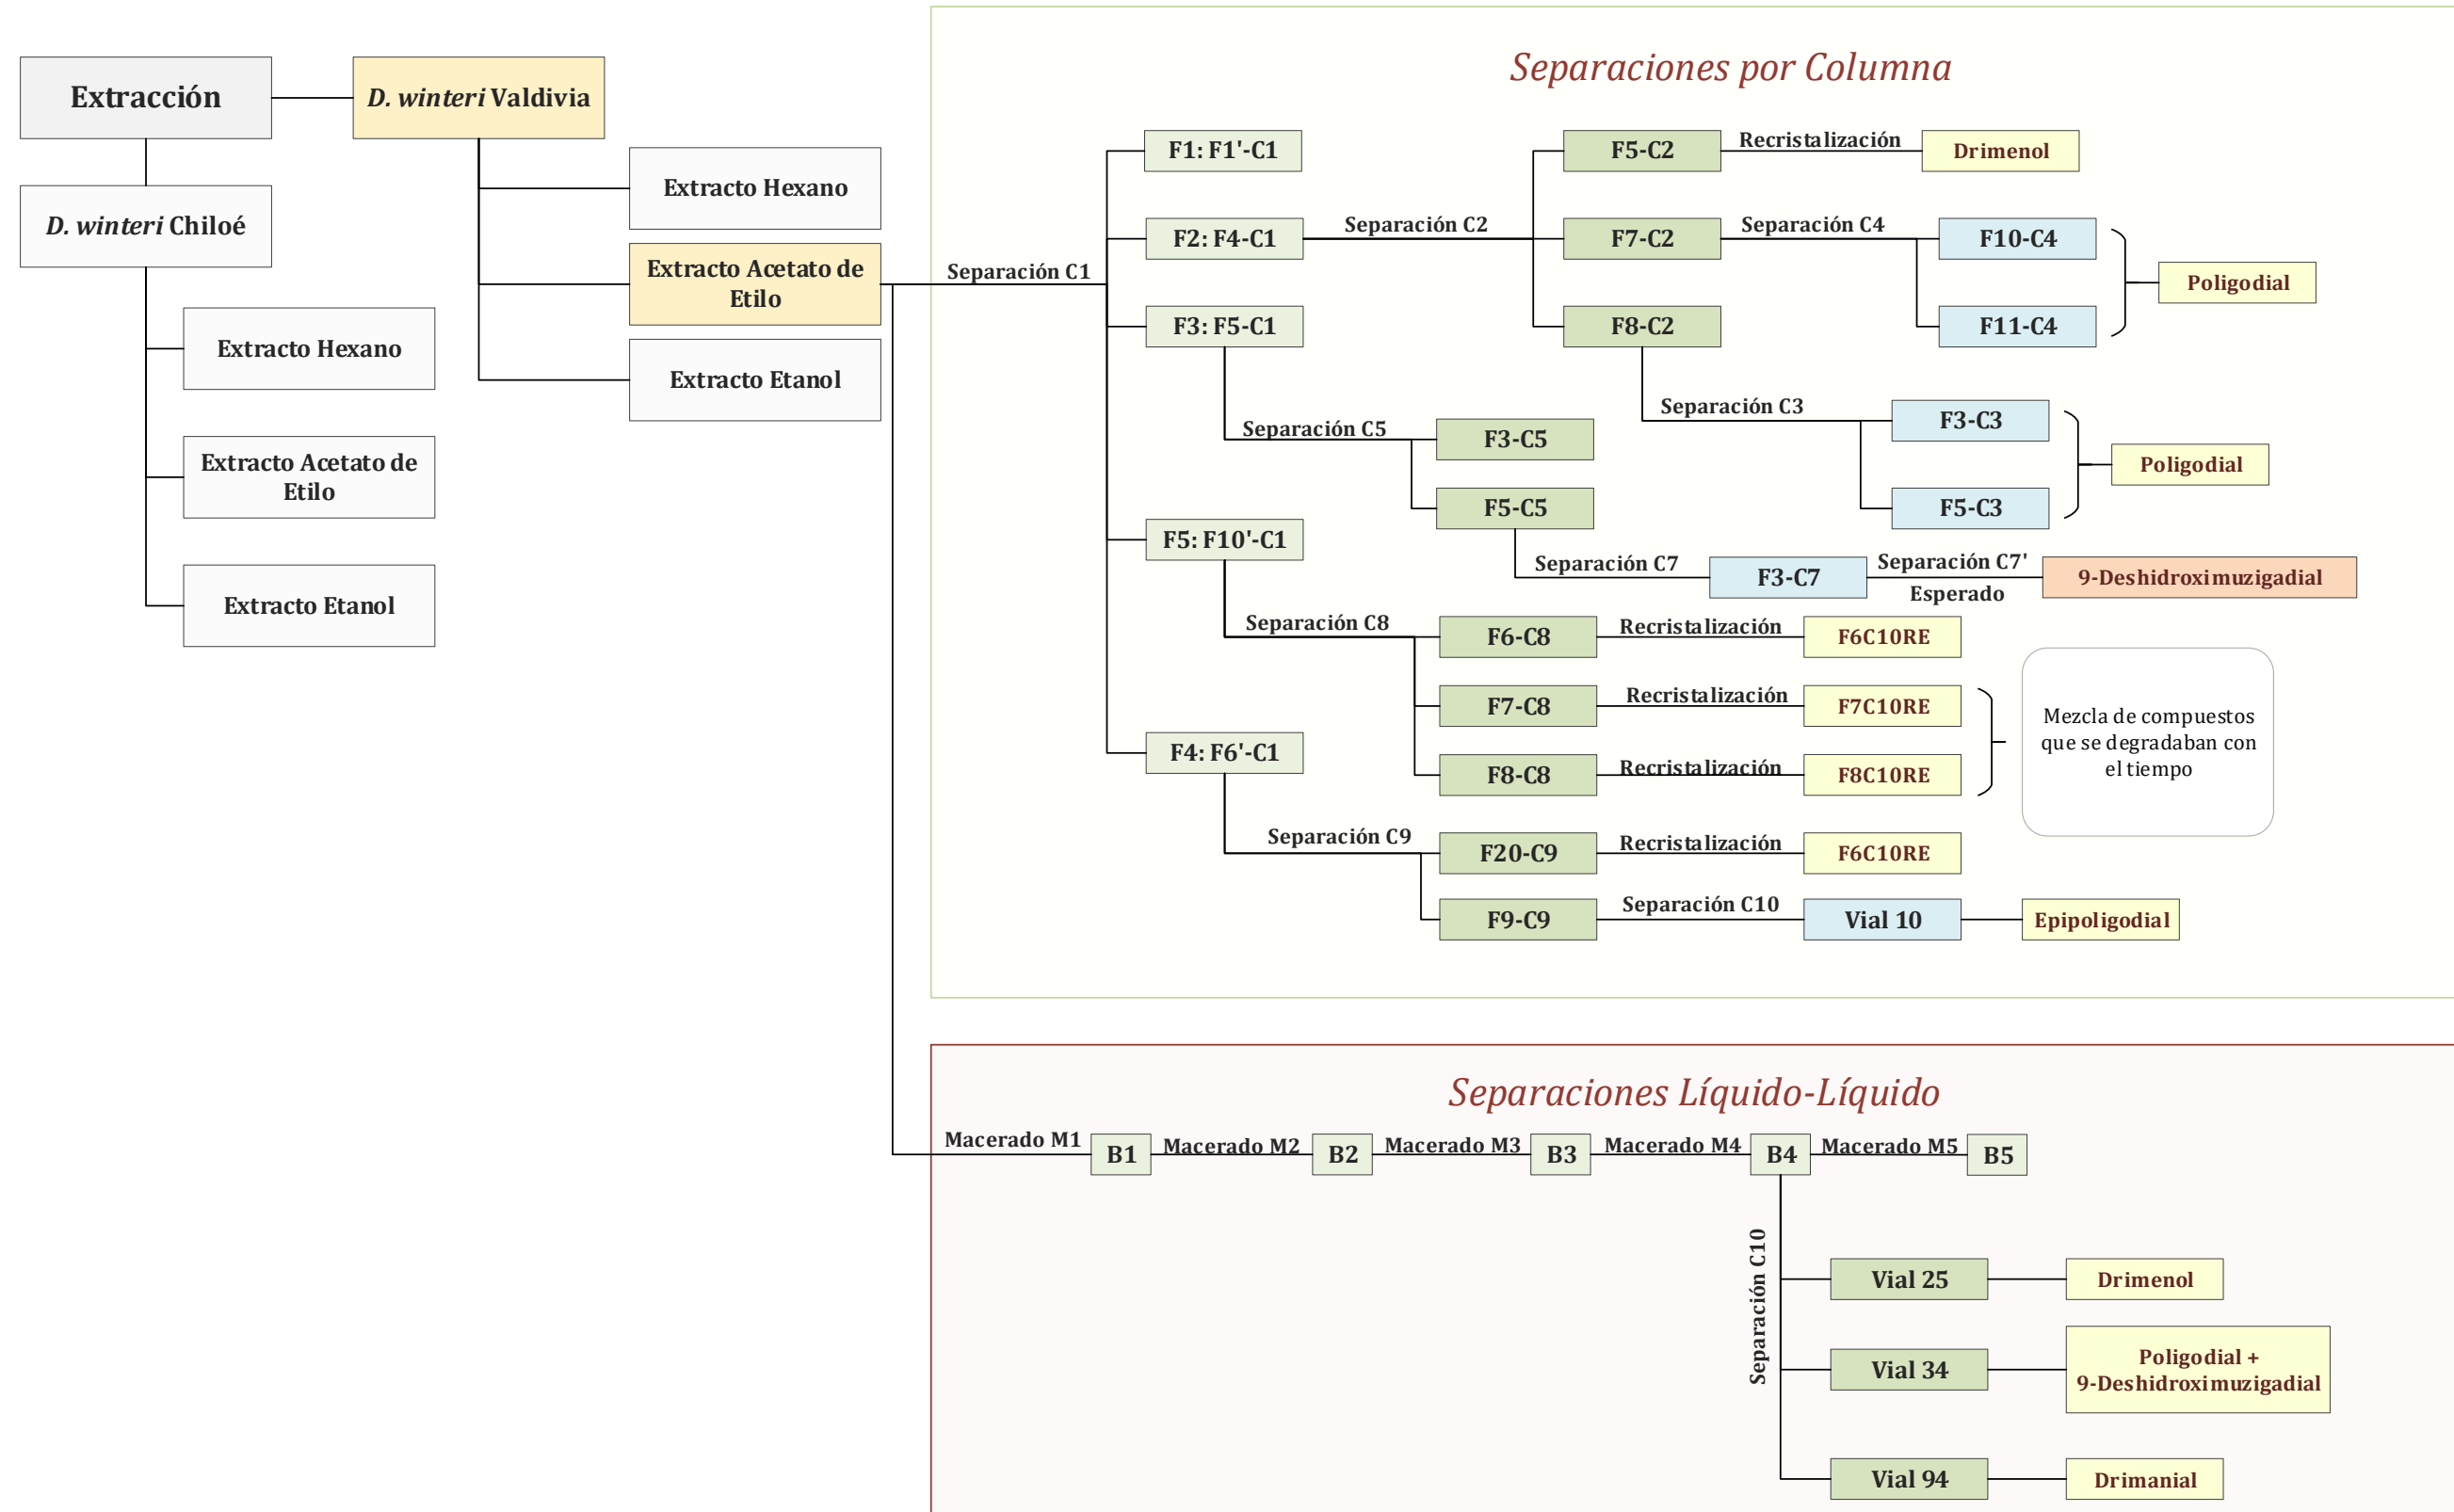 Extracción
D. winteri Valdivia
D. winteri Chiloé
Extracto Hexano
Extracto Acetato de
Etilo
Extracto Etanol
Extracto Hexano
Extracto Acetato de
Etilo
Extracto Etanol
Separaciones por Columna
Separación C1
F1: F1'-C1
F2: F4-C1
F3: F5-C1
F5: F10'-C1
F4: F6'-C1
Separación C2
F5-C2
Recristalización
Drimenol
F7-C2
Separación C4
F10-C4
F11-C4
Poligodial
F8-C2
Separación C3
F3-C3
F5-C3
Poligodial
Separación C5
F3-C5
F5-C5
Separación C7
F3-C7
Separación C7'
Esperado
9-Deshidroximuzigadial
Separación C8
F6-C8
Recristalización
F6C10RE
F7-C8
Recristalización
F7C10RE
F8-C8
Recristalización
F8C10RE
Mezcla de compuestos
que se degradaban con
el tiempo
Separación C9
F20-C9
Recristalización
F6C10RE
F9-C9
Separación C10
Vial 10
Epipoligodial
Separaciones Líquido-Líquido
Macerado M1
B1
Macerado M2
B2
Macerado M3
B3
Macerado M4
B4
Macerado M5
B5
Separación C10
Vial 25
Drimenol
Vial 34
Poligodial +
9-Deshidroximuzigadial
Vial 94
Drimanial